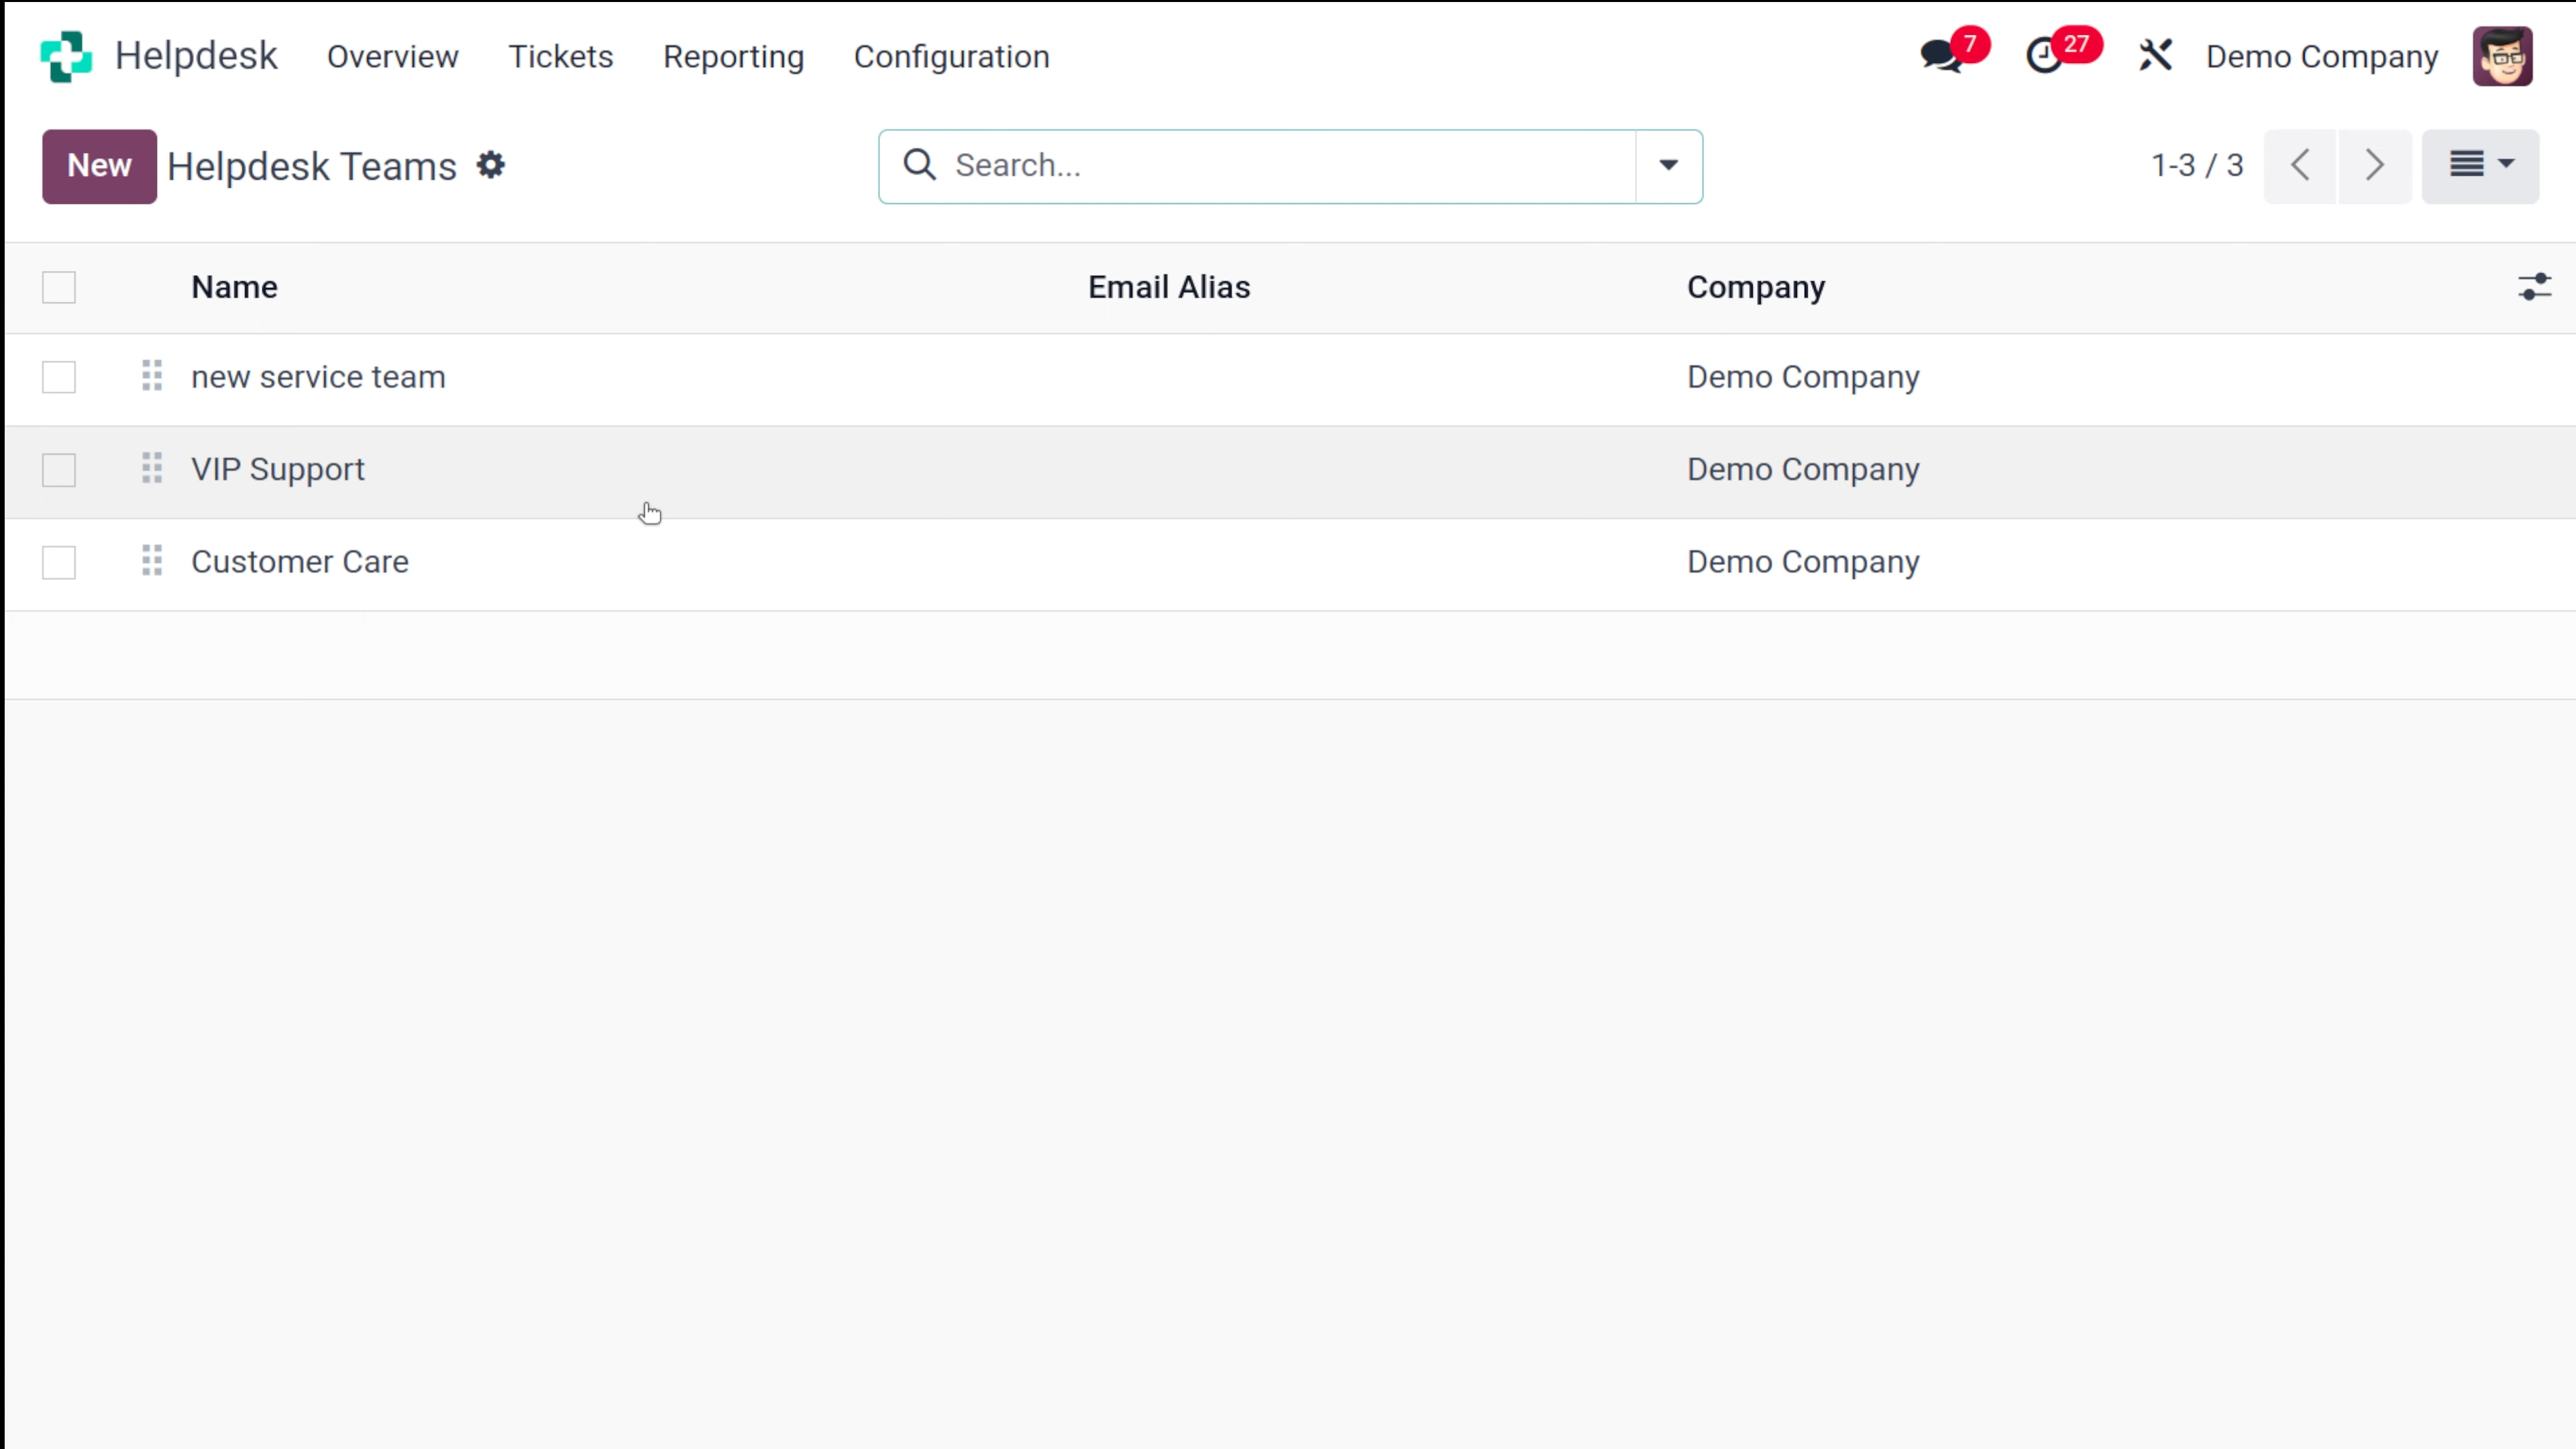 Helpdesk Overview Tickets Reporting Configuration 7 27 Demo Company
New Helpdesk Teams Search... 1-3 / 3
Name Email Alias Company
new service team Demo Company
VIP Support Demo Company
Customer Care Demo Company